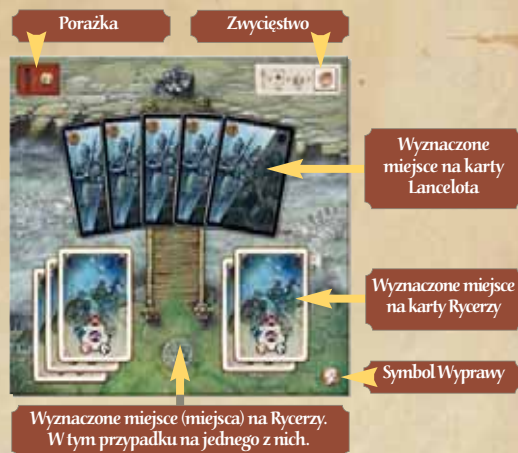 Porażka
Zwycięstwo
Wyznaczone
miejsce na karty
Lancelota
Wyznaczone miejsce
na karty Rycerzy
Symbol Wyprawy
Wyznaczone miejsce (miejsca) na Rycerzy.
W tym przypadku na jednego z nich.